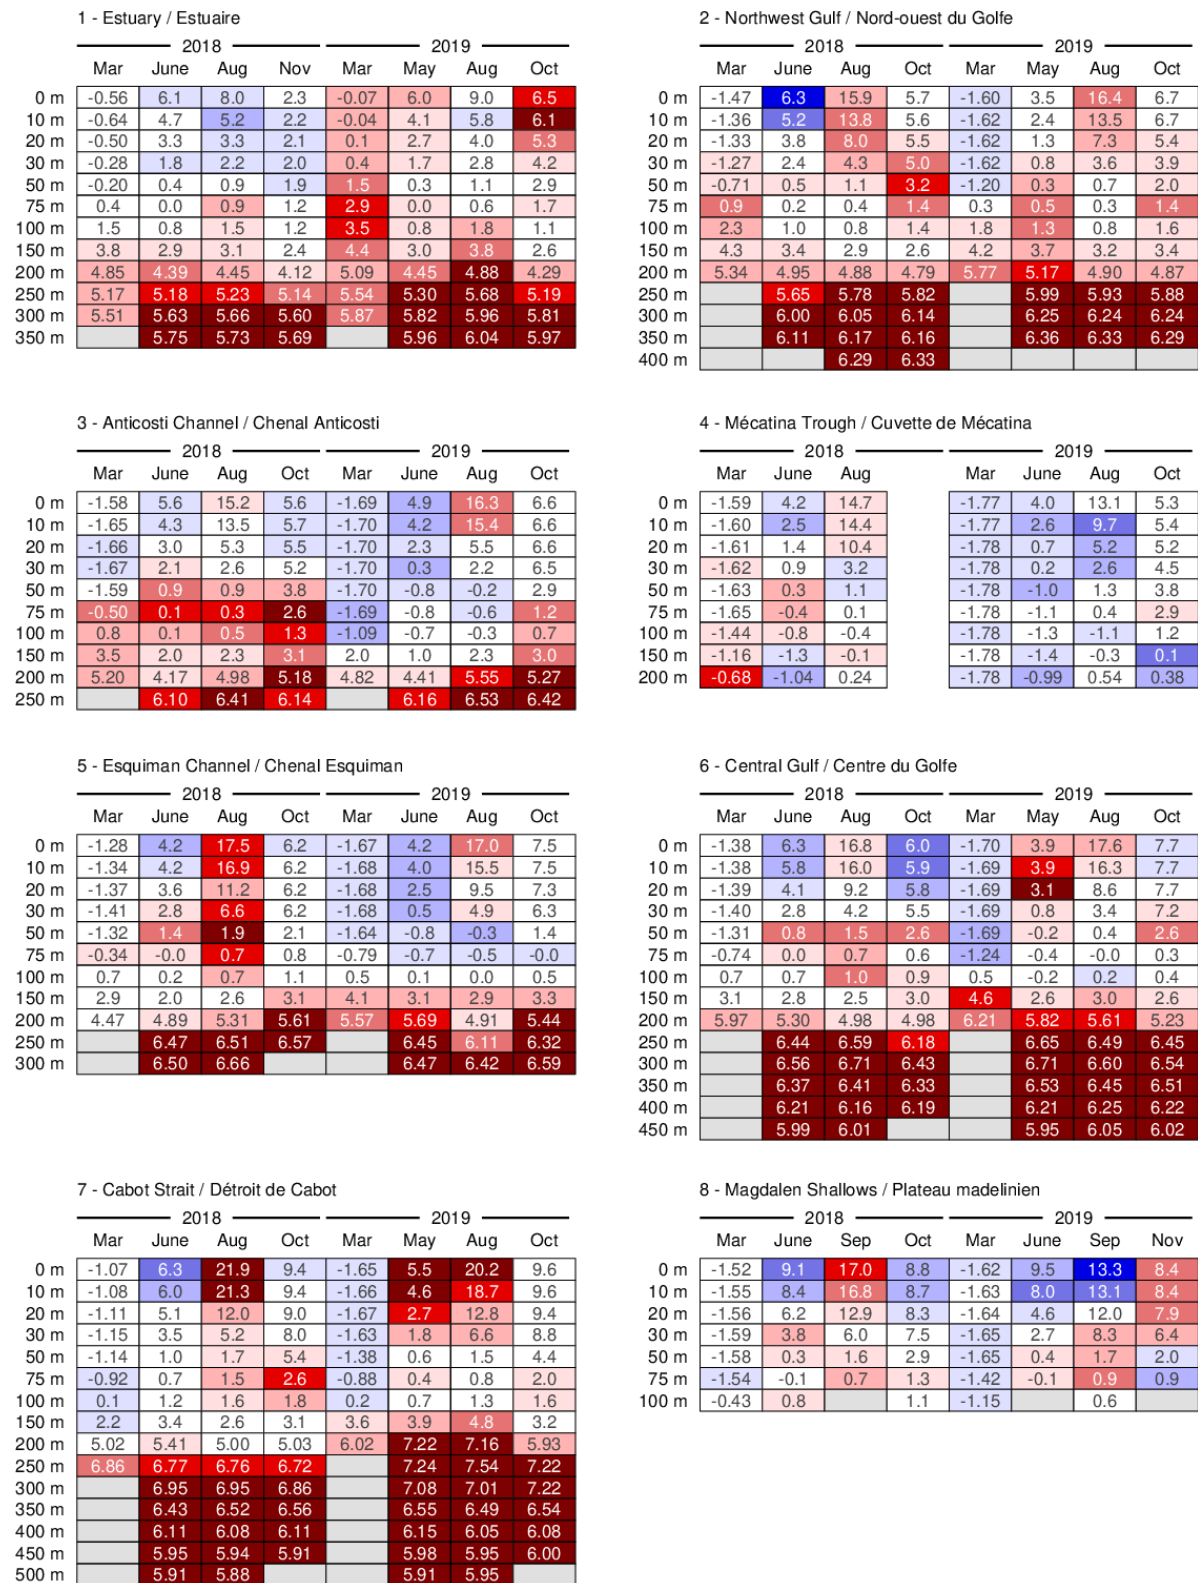 1 - Estuary / Estuaire
2018 2019
Mar June Aug Nov Mar May Aug Oct
0 m -0.56 6.1 8.0 2.3 -0.07 6.0 9.0 6.5
10 m -0.64 4.7 5.2 2.2 -0.04 4.1 5.8 6.1
20 m -0.50 3.3 3.3 2.1 0.1 2.7 4.0 5.3
30 m -0.28 1.8 2.2 2.0 0.4 1.7 2.8 4.2
50 m -0.20 0.4 0.9 1.9 1.5 0.3 1.1 2.9
75 m 0.4 0.0 0.9 1.2 2.9 0.0 0.6 1.7
100 m 1.5 0.8 1.5 1.2 3.5 0.8 1.8 1.1
150 m 3.8 2.9 3.1 2.4 4.4 3.0 3.8 2.6
200 m 4.85 4.39 4.45 4.12 5.09 4.45 4.88 4.29
250 m 5.17 5.18 5.23 5.14 5.54 5.30 5.68 5.19
300 m 5.51 5.63 5.66 5.60 5.87 5.82 5.96 5.81
350 m 5.75 5.73 5.69 5.96 6.04 5.97
2 - Northwest Gulf / Nord-ouest du Golfe
2018 2019
Mar June Aug Oct Mar May Aug Oct
0 m -1.47 6.3 15.9 5.7 -1.60 3.5 16.4 6.7
10 m -1.36 5.2 13.8 5.6 -1.62 2.4 13.5 6.7
20 m -1.33 3.8 8.0 5.5 -1.62 1.3 7.3 5.4
30 m -1.27 2.4 4.3 5.0 -1.62 0.8 3.6 3.9
50 m -0.71 0.5 1.1 3.2 -1.20 0.3 0.7 2.0
75 m 0.9 0.2 0.4 1.4 0.3 0.5 0.3 1.4
100 m 2.3 1.0 0.8 1.4 1.8 1.3 0.8 1.6
150 m 4.3 3.4 2.9 2.6 4.2 3.7 3.2 3.4
200 m 5.34 4.95 4.88 4.79 5.77 5.17 4.90 4.87
250 m 5.65 5.78 5.82 5.99 5.93 5.88
300 m 6.00 6.05 6.14 6.25 6.24 6.24
350 m 6.11 6.17 6.16 6.36 6.33 6.29
400 m 6.29 6.33
3 - Anticosti Channel / Chenal Anticosti
2018 2019
Mar June Aug Oct Mar June Aug Oct
0 m -1.58 5.6 15.2 5.6 -1.69 4.9 16.3 6.6
10 m -1.65 4.3 13.5 5.7 -1.70 4.2 15.4 6.6
20 m -1.66 3.0 5.3 5.5 -1.70 2.3 5.5 6.6
30 m -1.67 2.1 2.6 5.2 -1.70 0.3 2.2 6.5
50 m -1.59 0.9 0.9 3.8 -1.70 -0.8 -0.2 2.9
75 m -0.50 0.1 0.3 2.6 -1.69 -0.8 -0.6 1.2
100 m 0.8 0.1 0.5 1.3 -1.09 -0.7 -0.3 0.7
150 m 3.5 2.0 2.3 3.1 2.0 1.0 2.3 3.0
200 m 5.20 4.17 4.98 5.18 4.82 4.41 5.55 5.27
250 m 6.10 6.41 6.14 6.16 6.53 6.42
4 - Mécatina Trough / Cuvette de Mécatina
2018 2019
Mar June Aug Mar June Aug Oct
0 m -1.59 4.2 14.7 -1.77 4.0 13.1 5.3
10 m -1.60 2.5 14.4 -1.77 2.6 9.7 5.4
20 m -1.61 1.4 10.4 -1.78 0.7 5.2 5.2
30 m -1.62 0.9 3.2 -1.78 0.2 2.6 4.5
50 m -1.63 0.3 1.1 -1.78 -1.0 1.3 3.8
75 m -1.65 -0.4 0.1 -1.78 -1.1 0.4 2.9
100 m -1.44 -0.8 -0.4 -1.78 -1.3 -1.1 1.2
150 m -1.16 -1.3 -0.1 -1.78 -1.4 -0.3 0.1
200 m -0.68 -1.04 0.24 -1.78 -0.99 0.54 0.38
5 - Esquiman Channel / Chenal Esquiman
2018 2019
Mar June Aug Oct Mar June Aug Oct
0 m -1.28 4.2 17.5 6.2 -1.67 4.2 17.0 7.5
10 m -1.34 4.2 16.9 6.2 -1.68 4.0 15.5 7.5
20 m -1.37 3.6 11.2 6.2 -1.68 2.5 9.5 7.3
30 m -1.41 2.8 6.6 6.2 -1.68 0.5 4.9 6.3
50 m -1.32 1.4 1.9 2.1 -1.64 -0.8 -0.3 1.4
75 m -0.34 -0.0 0.7 0.8 -0.79 -0.7 -0.5 -0.0
100 m 0.7 0.2 0.7 1.1 0.5 0.1 0.0 0.5
150 m 2.9 2.0 2.6 3.1 4.1 3.1 2.9 3.3
200 m 4.47 4.89 5.31 5.61 5.57 5.69 4.91 5.44
250 m 6.47 6.51 6.57 6.45 6.11 6.32
300 m 6.50 6.66 6.47 6.42 6.59
6 - Central Gulf / Centre du Golfe
2018 2019
Mar June Aug Oct Mar May Aug Oct
0 m -1.38 6.3 16.8 6.0 -1.70 3.9 17.6 7.7
10 m -1.38 5.8 16.0 5.9 -1.69 3.9 16.3 7.7
20 m -1.39 4.1 9.2 5.8 -1.69 3.1 8.6 7.7
30 m -1.40 2.8 4.2 5.5 -1.69 0.8 3.4 7.2
50 m -1.31 0.8 1.5 2.6 -1.69 -0.2 0.4 2.6
75 m -0.74 0.0 0.7 0.6 -1.24 -0.4 -0.0 0.3
100 m 0.7 0.7 1.0 0.9 0.5 -0.2 0.2 0.4
150 m 3.1 2.8 2.5 3.0 4.6 2.6 3.0 2.6
200 m 5.97 5.30 4.98 4.98 6.21 5.82 5.61 5.23
250 m 6.44 6.59 6.18 6.65 6.49 6.45
300 m 6.56 6.71 6.43 6.71 6.60 6.54
350 m 6.37 6.41 6.33 6.53 6.45 6.51
400 m 6.21 6.16 6.19 6.21 6.25 6.22
450 m 5.99 6.01 5.95 6.05 6.02
7 - Cabot Strait / Détroit de Cabot
2018 2019
Mar June Aug Oct Mar May Aug Oct
0 m -1.07 6.3 21.9 9.4 -1.65 5.5 20.2 9.6
10 m -1.08 6.0 21.3 9.4 -1.66 4.6 18.7 9.6
20 m -1.11 5.1 12.0 9.0 -1.67 2.7 12.8 9.4
30 m -1.15 3.5 5.2 8.0 -1.63 1.8 6.6 8.8
50 m -1.14 1.0 1.7 5.4 -1.38 0.6 1.5 4.4
75 m -0.92 0.7 1.5 2.6 -0.88 0.4 0.8 2.0
100 m 0.1 1.2 1.6 1.8 0.2 0.7 1.3 1.6
150 m 2.2 3.4 2.6 3.1 3.6 3.9 4.8 3.2
200 m 5.02 5.41 5.00 5.03 6.02 7.22 7.16 5.93
250 m 6.86 6.77 6.76 6.72 7.24 7.54 7.22
300 m 6.95 6.95 6.86 7.08 7.01 7.22
350 m 6.43 6.52 6.56 6.55 6.49 6.54
400 m 6.11 6.08 6.11 6.15 6.05 6.08
450 m 5.95 5.94 5.91 5.98 5.95 6.00
500 m 5.91 5.88 5.91 5.95
8 - Magdalen Shallows / Plateau madelinien
2018 2019
Mar June Sep Oct Mar June Sep Nov
0 m -1.52 9.1 17.0 8.8 -1.62 9.5 13.3 8.4
10 m -1.55 8.4 16.8 8.7 -1.63 8.0 13.1 8.4
20 m -1.56 6.2 12.9 8.3 -1.64 4.6 12.0 7.9
30 m -1.59 3.8 6.0 7.5 -1.65 2.7 8.3 6.4
50 m -1.58 0.3 1.6 2.9 -1.65 0.4 1.7 2.0
75 m -1.54 -0.1 0.7 1.3 -1.42 -0.1 0.9 0.9
100 m -0.43 0.8 1.1 -1.15 0.6